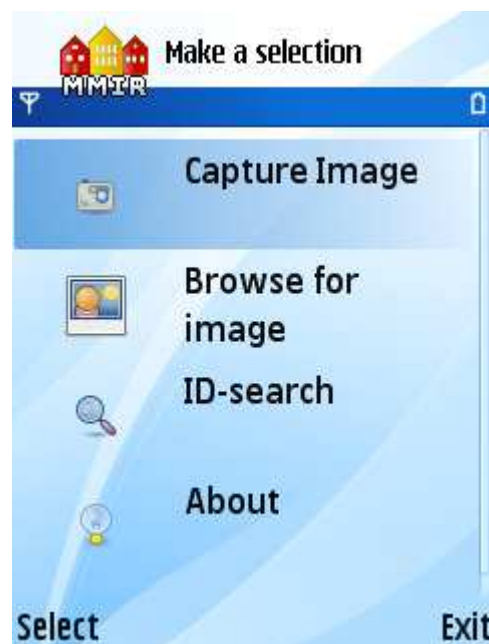 Make a selection
MMIR
Capture Image
Browse for
image
ID-search
About
Select Exit